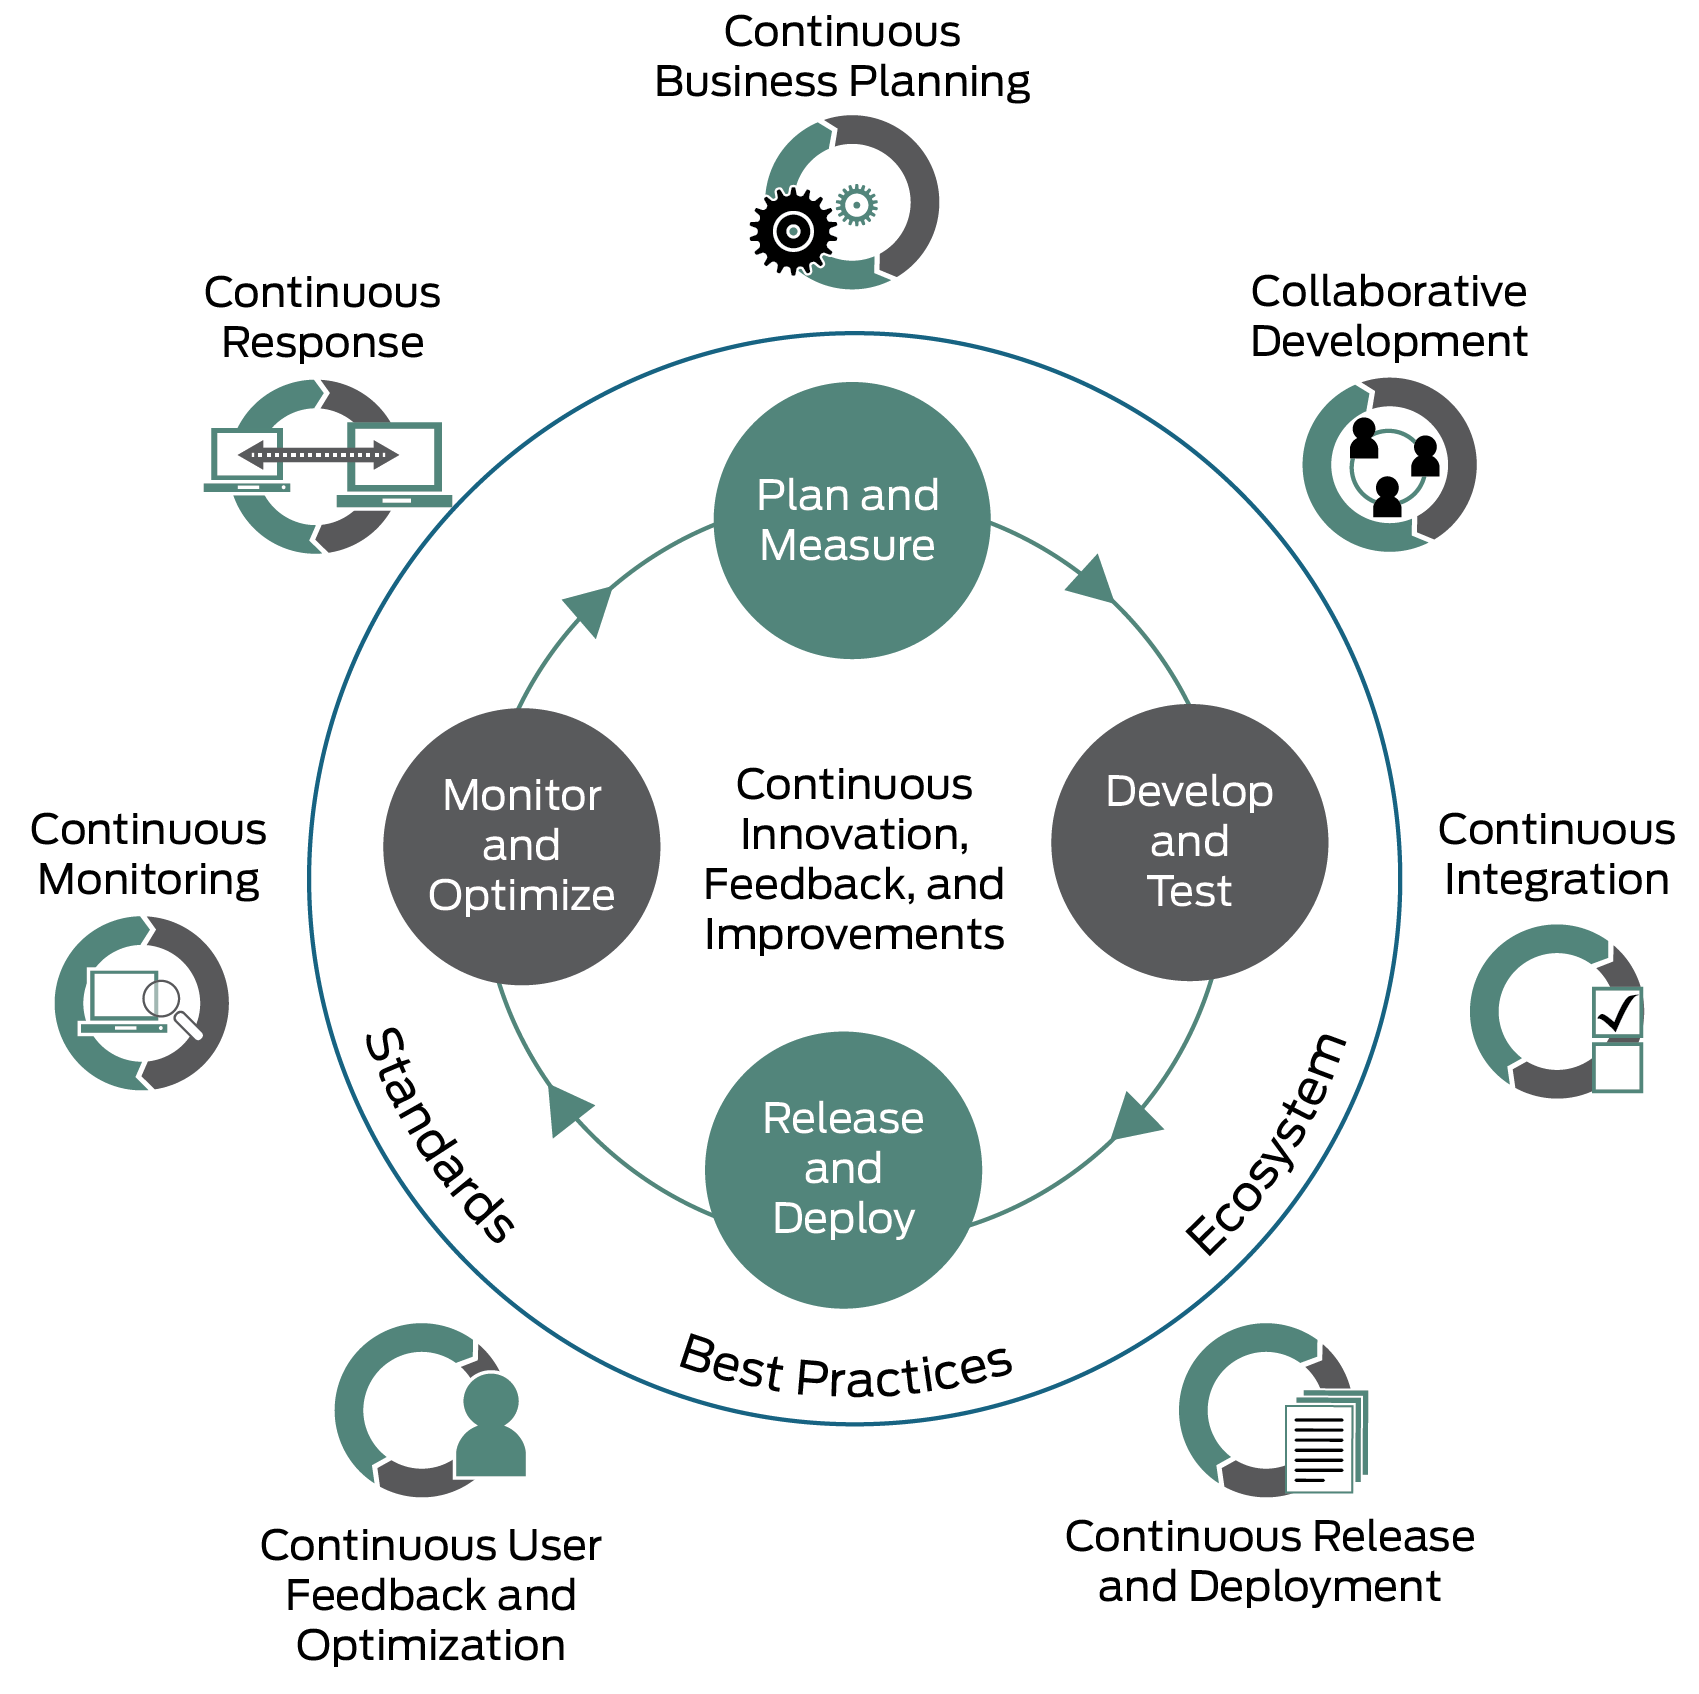 Continuous
Business Planning
Continuous
Response
Collaborative
Development
Plan and
Measure
Continuous
Monitoring
Monitor
and
Optimize
Continuous
Innovation,
Feedback, and
Improvements
Develop
and
Test
Continuous
Integration
Release
and
Deploy
Standards
Best Practices
Ecosystem
Continuous User
Feedback and
Optimization
Continuous Release
and Deployment